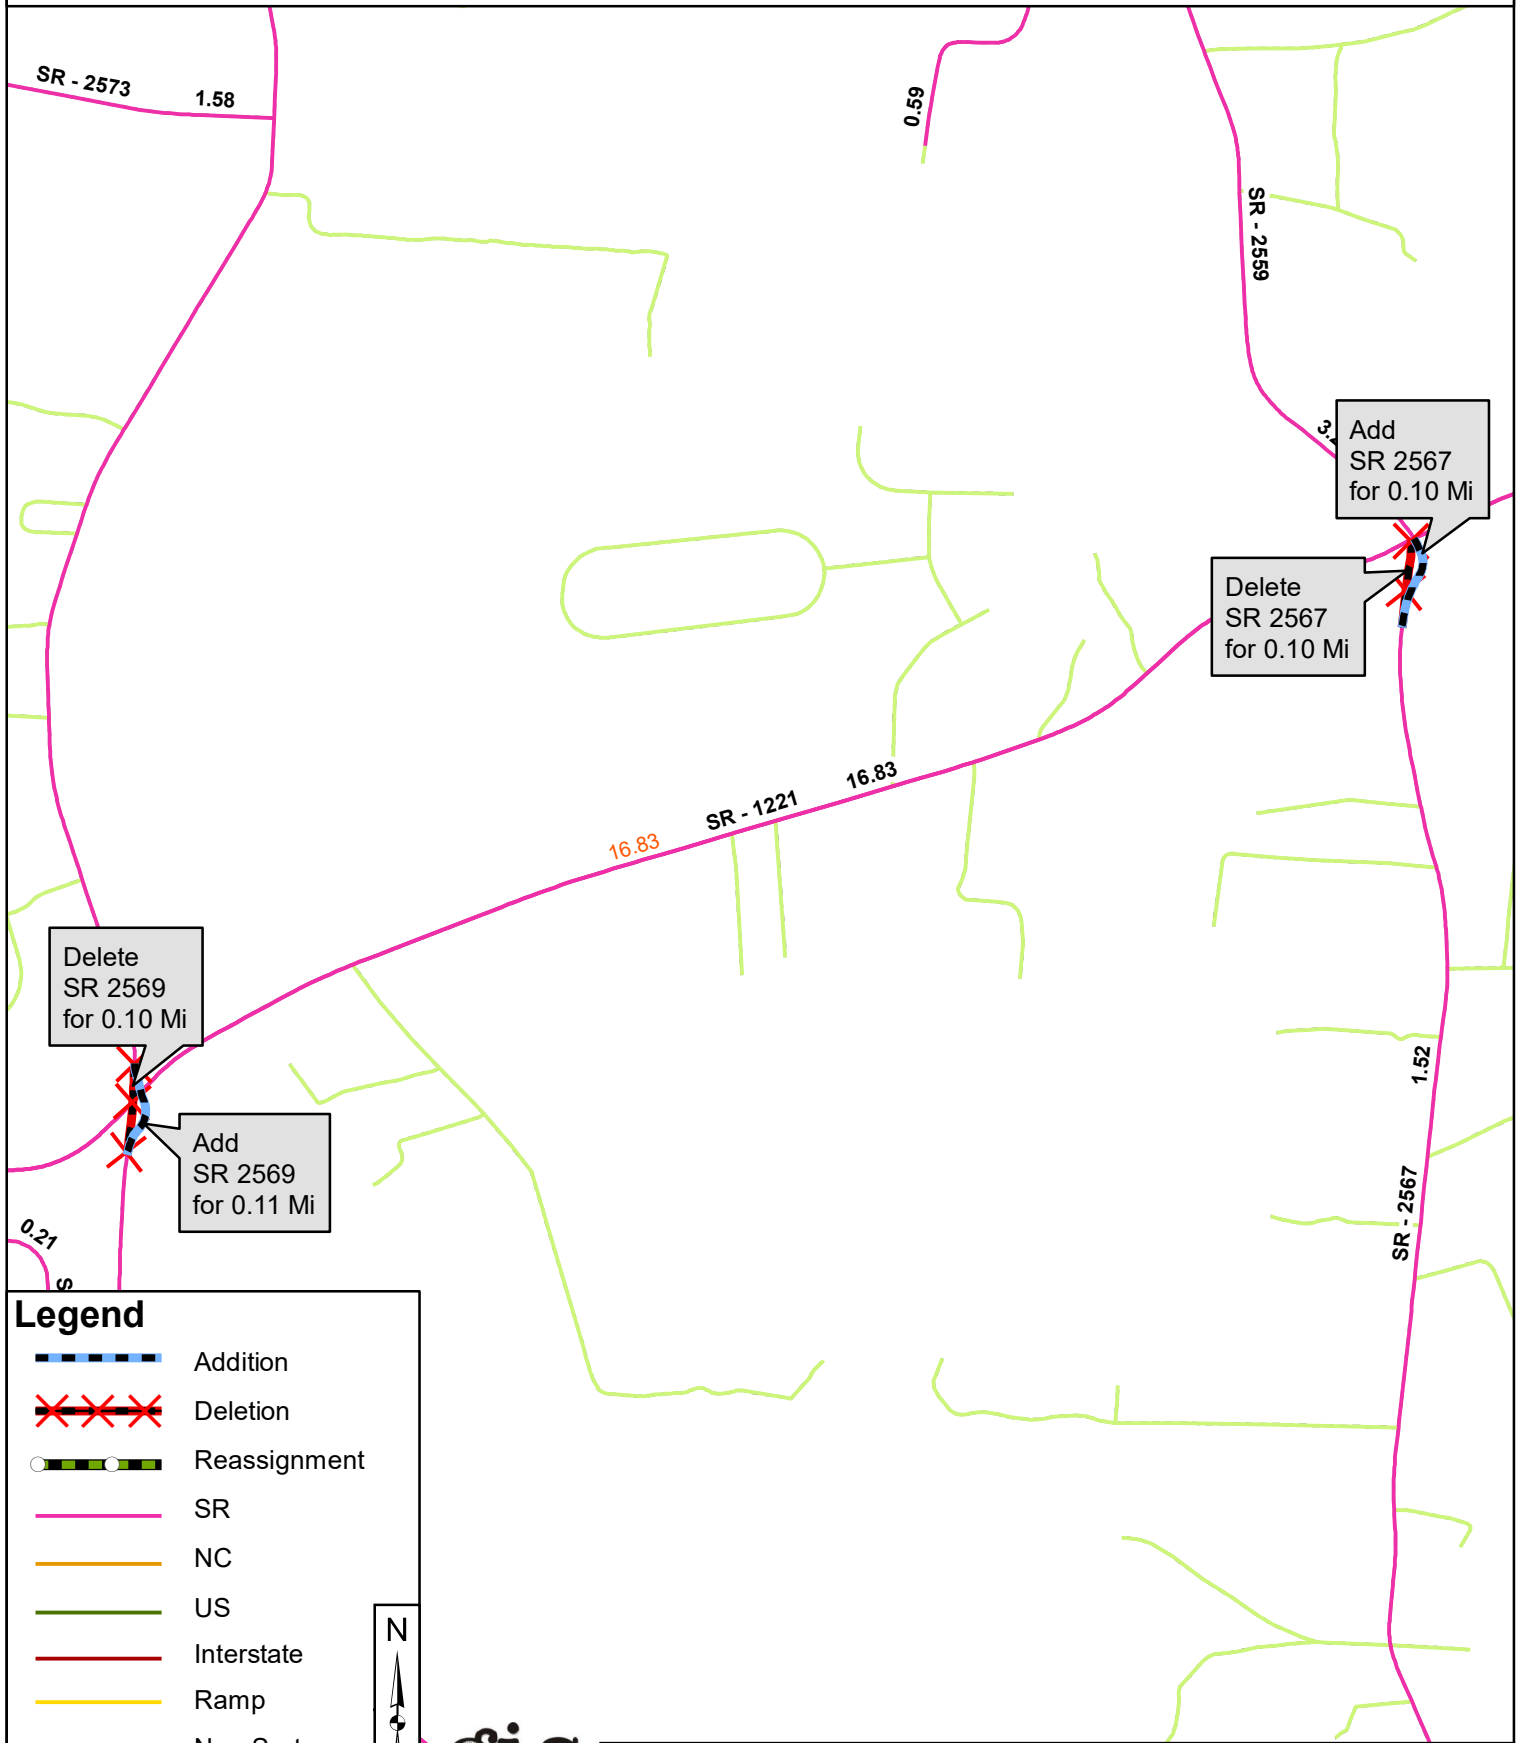 SR - 2573
1.58
0.59
SR - 2559
Add
SR 2567
for 0.10 Mi
Delete
SR 2567
for 0.10 Mi
16.83
SR - 1221
16.83
Delete
SR 2569
for 0.10 Mi
Add
SR 2569
for 0.11 Mi
1.52
SR - 2567
0.21
S
Legend
Addition
Deletion
Reassignment
SR
NC
US
Interstate
Ramp
N